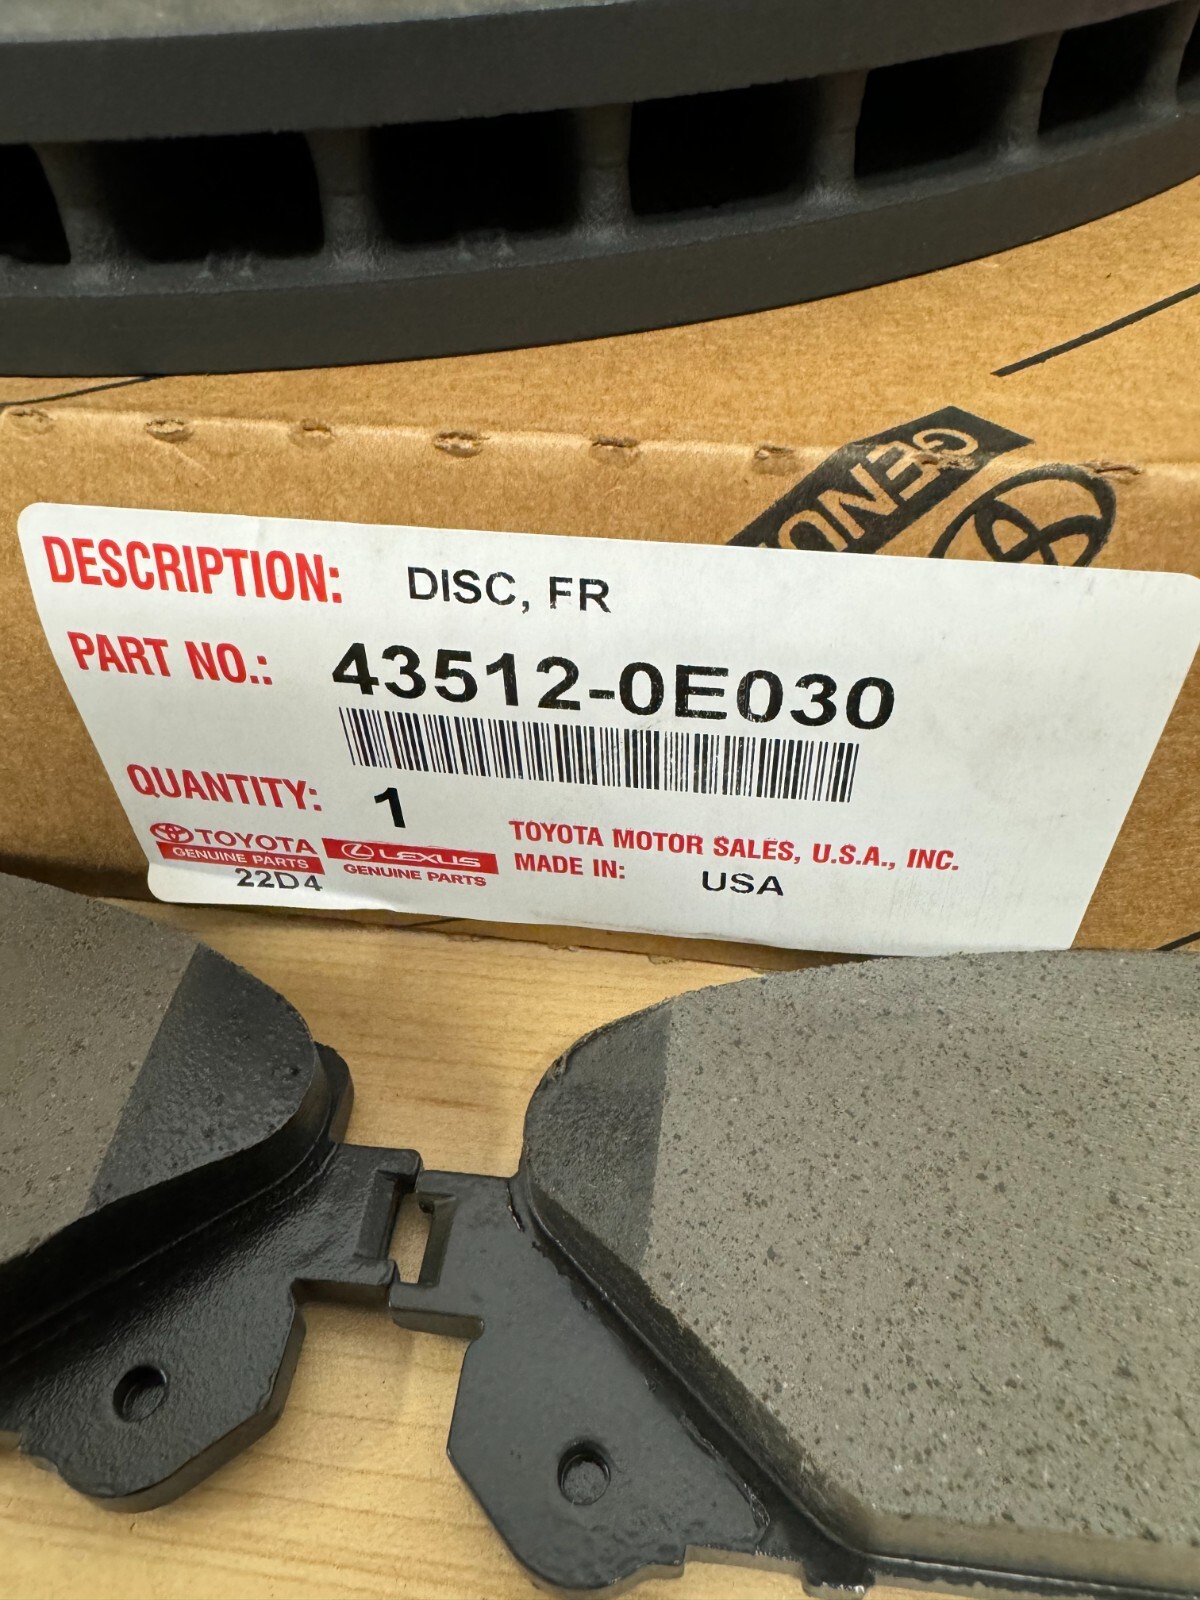 GENU
DESCRIPTION: DISC, FR
PART NO.: 43512-0E030
QUANTITY: 1
TOYOTA
GENUINE PARTS
22D4
LEXUS
GENUINE PARTS
TOYOTA MOTOR SALES, U.S.A., INC.
MADE IN: USA